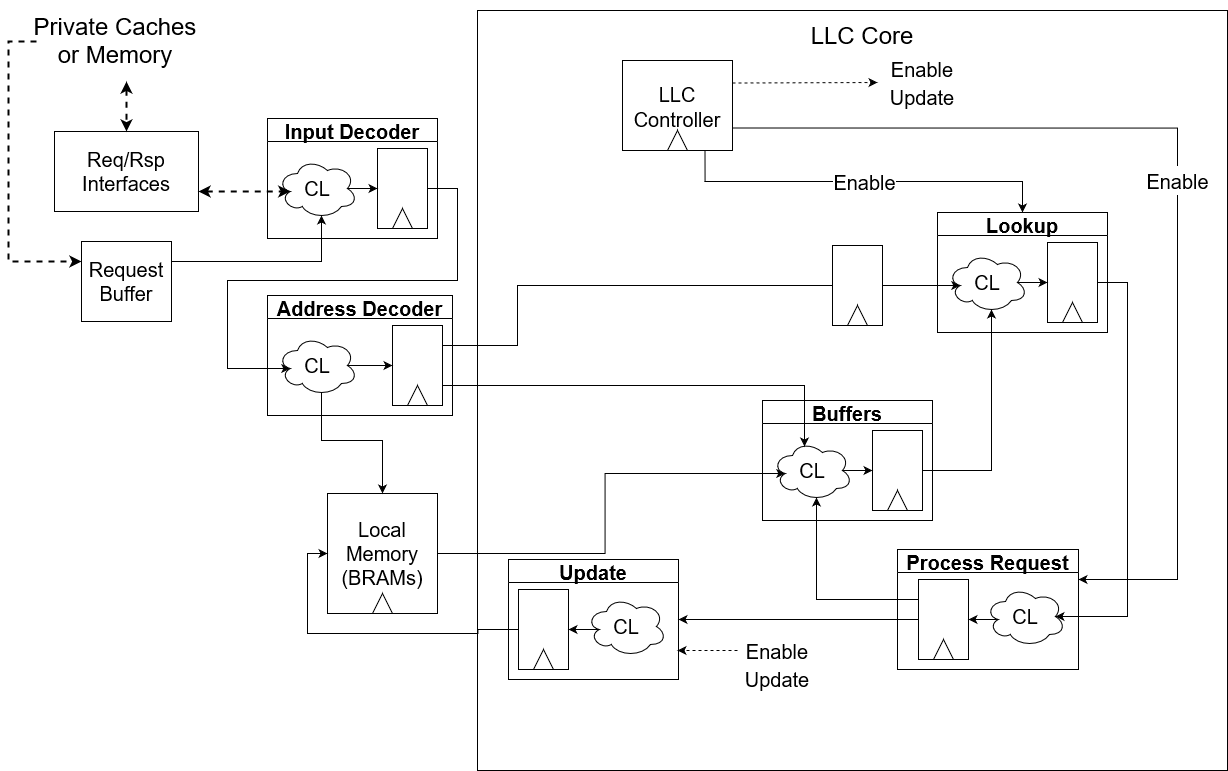 Private Caches
or Memory
LLC Core
LLC
Controller
Enable
Update
Input Decoder
CL
Req/Rsp
Interfaces
Enable
Enable
Lookup
CL
Request
Buffer
Address Decoder
CL
Buffers
CL
Local
Memory
(BRAMs)
Update
CL
Process Request
CL
Enable
Update